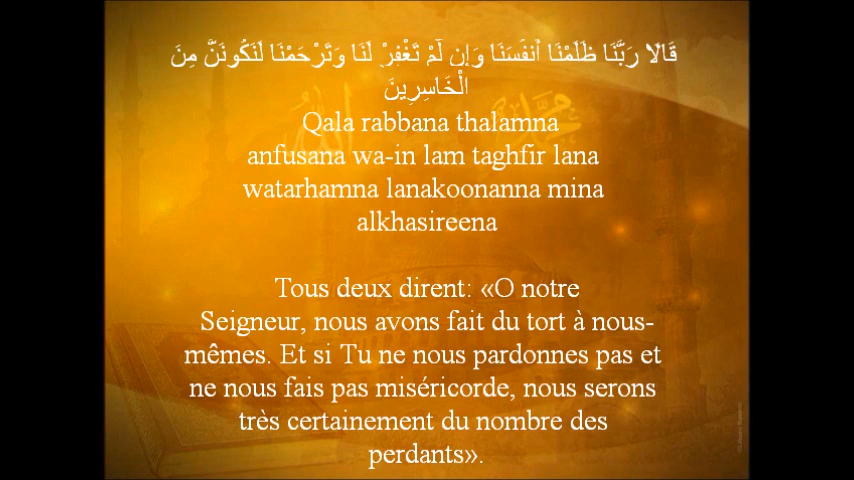 قَالَا رَبَّنَا ظَلَمْنَا أَنفُسَنَا وَإِن لَّمْ تَغْفِرْ لَنَا وَتَرْحَمْنَا لَنَكُونَنَّ مِنَ
الْخَاسِرِينَ
Qala rabbana thalamna
anfusana wa-in lam taghfir lana
watarhamna lanakoonanna mina
alkhasireena
Tous deux dirent: «O notre
Seigneur, nous avons fait du tort à nous-
mêmes. Et si Tu ne nous pardonnes pas et
ne nous fais pas miséricorde, nous serons
très certainement du nombre des
perdants».